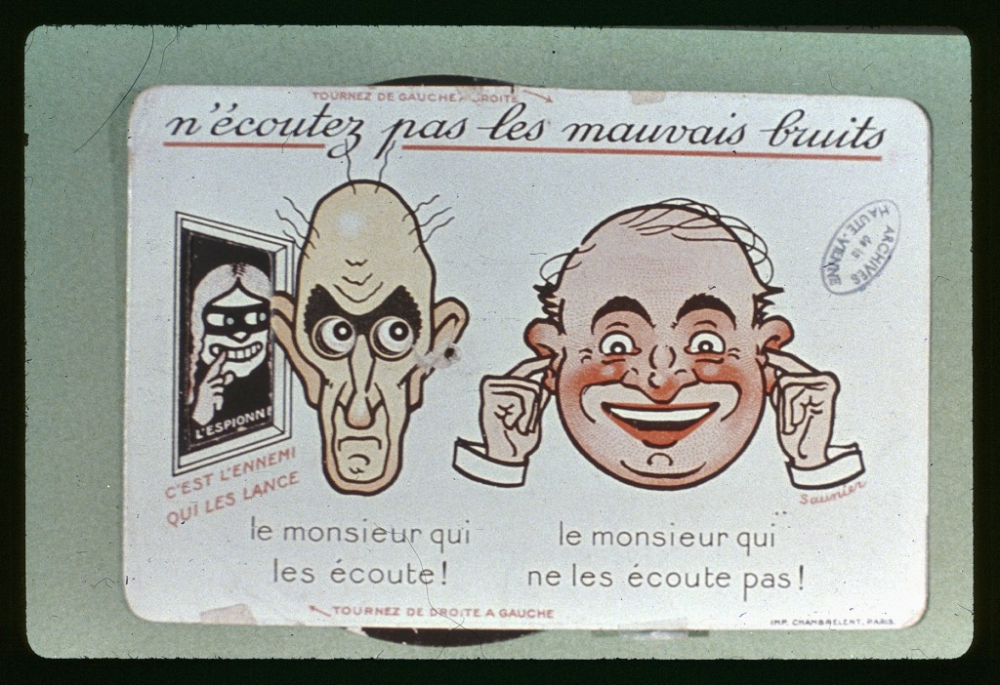 TOURNEZ DE GAUCHE A DROITE
n'écoutez pas les mauvais bruits
ARCHIVES
de la
HAUTE-VIENNE
L'ESPIONNE
C'EST L'ENNEMI
QUI LES LANCE
Saunier
le monsieur qui
les écoute!
le monsieur qui
ne les écoute pas!
TOURNEZ DE DROITE A GAUCHE
IMP. CHAMBRELENT, PARIS